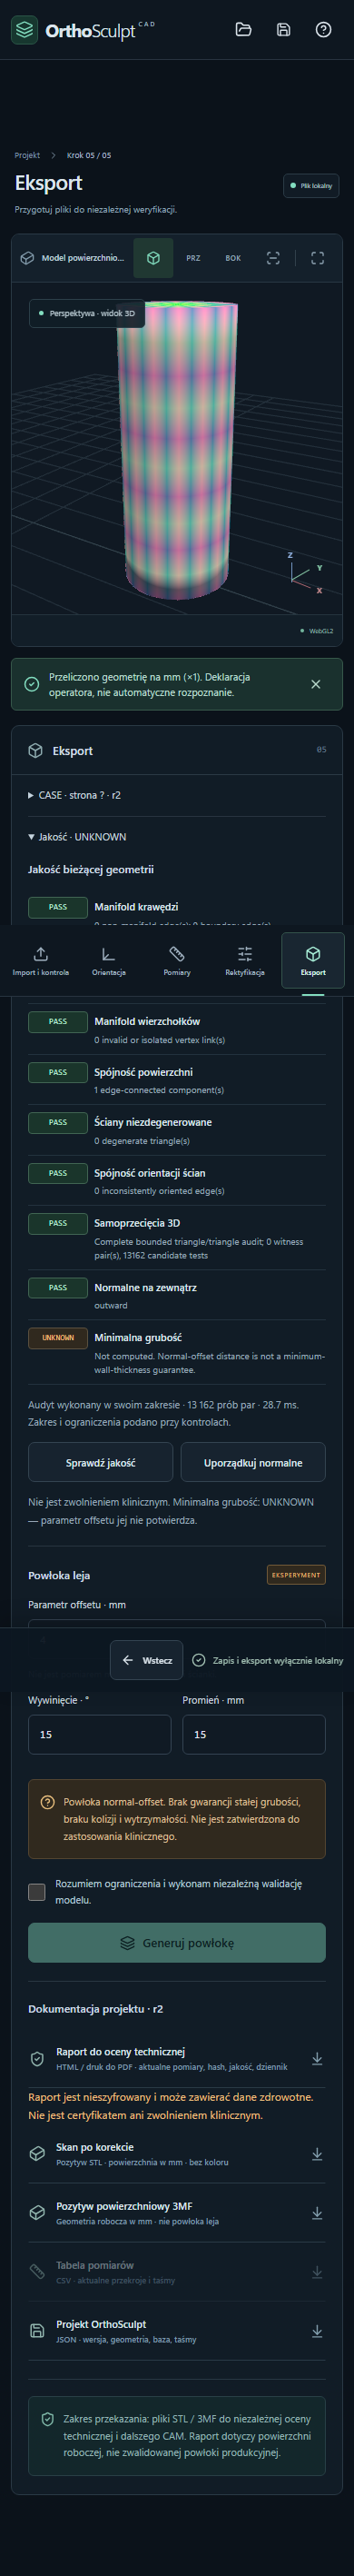 OrthoSculpt CAD
Projekt > Krok 05 / 05
Eksport
Plik lokalny
Przygotuj pliki do niezależnej weryfikacji.
Model powierzchnio...
PRZ
BOK
Perspektywa · widok 3D
Z
Y
X
WebGL2
Przeliczono geometrię na mm (×1). Deklaracja
operatora, nie automatyczne rozpoznanie.
Eksport
05
CASE · strona ? · r2
Jakość · UNKNOWN
Jakość bieżącej geometrii
PASS
Manifold krawędzi
Import i kontrola
Orientacja
Pomiary
Raktyfikacja
Eksport
PASS
Manifold wierzchołków
0 invalid or isolated vertex link(s)
PASS
Spójność powierzchni
1 edge-connected component(s)
PASS
Ściany niezdegenerowane
0 degenerate triangle(s)
PASS
Spójność orientacji ścian
0 inconsistently oriented edge(s)
PASS
Samoprzecięcia 3D
Complete bounded triangle/triangle audit; 0 witness
pair(s), 13162 candidate tests
PASS
Normalne na zewnątrz
outward
UNKNOWN
Minimalna grubość
Not computed. Normal-offset distance is not a minimum-
wall-thickness guarantee.
Audyt wykonany w swoim zakresie · 13 162 prób par · 28.7 ms.
Zakres i ograniczenia podano przy kontrolach.
Sprawdź jakość
Uporządkuj normalne
Nie jest zwolnieniem klinicznym. Minimalna grubość: UNKNOWN
— parametr offsetu jej nie potwierdza.
Powłoka leja
EKSPERYMENT
Parametr offsetu · mm
Wstecz
Zapis i eksport wyłącznie lokalny
Wywinięcie · °
Promień · mm
15
15
Powłoka normal-offset. Brak gwarancji stałej grubości,
braku kolizji i wytrzymałości. Nie jest zatwierdzona do
zastosowania klinicznego.
Rozumiem ograniczenia i wykonam niezależną walidację
modelu.
Generuj powłokę
Dokumentacja projektu · r2
Raport do oceny technicznej
HTML / druk do PDF · aktualne pomiary, hash, jakość, dziennik
Raport jest nieszyfrowany i może zawierać dane zdrowotne.
Nie jest certyfikatem ani zwolnieniem klinicznym.
Skan po korekcie
Pozytyw STL · powierzchnia w mm · bez koloru
Pozytyw powierzchniowy 3MF
Geometria robocza w mm · nie powłoka leja
Tabela pomiarów
CSV · aktualne przekroje i taśmy
Projekt OrthoSculpt
JSON · wersja, geometria, baza, taśmy
Zakres przekazania: pliki STL / 3MF do niezależnej oceny
technicznej i dalszego CAM. Raport dotyczy powierzchni
roboczej, nie zwalidowanej powłoki produkcyjnej.